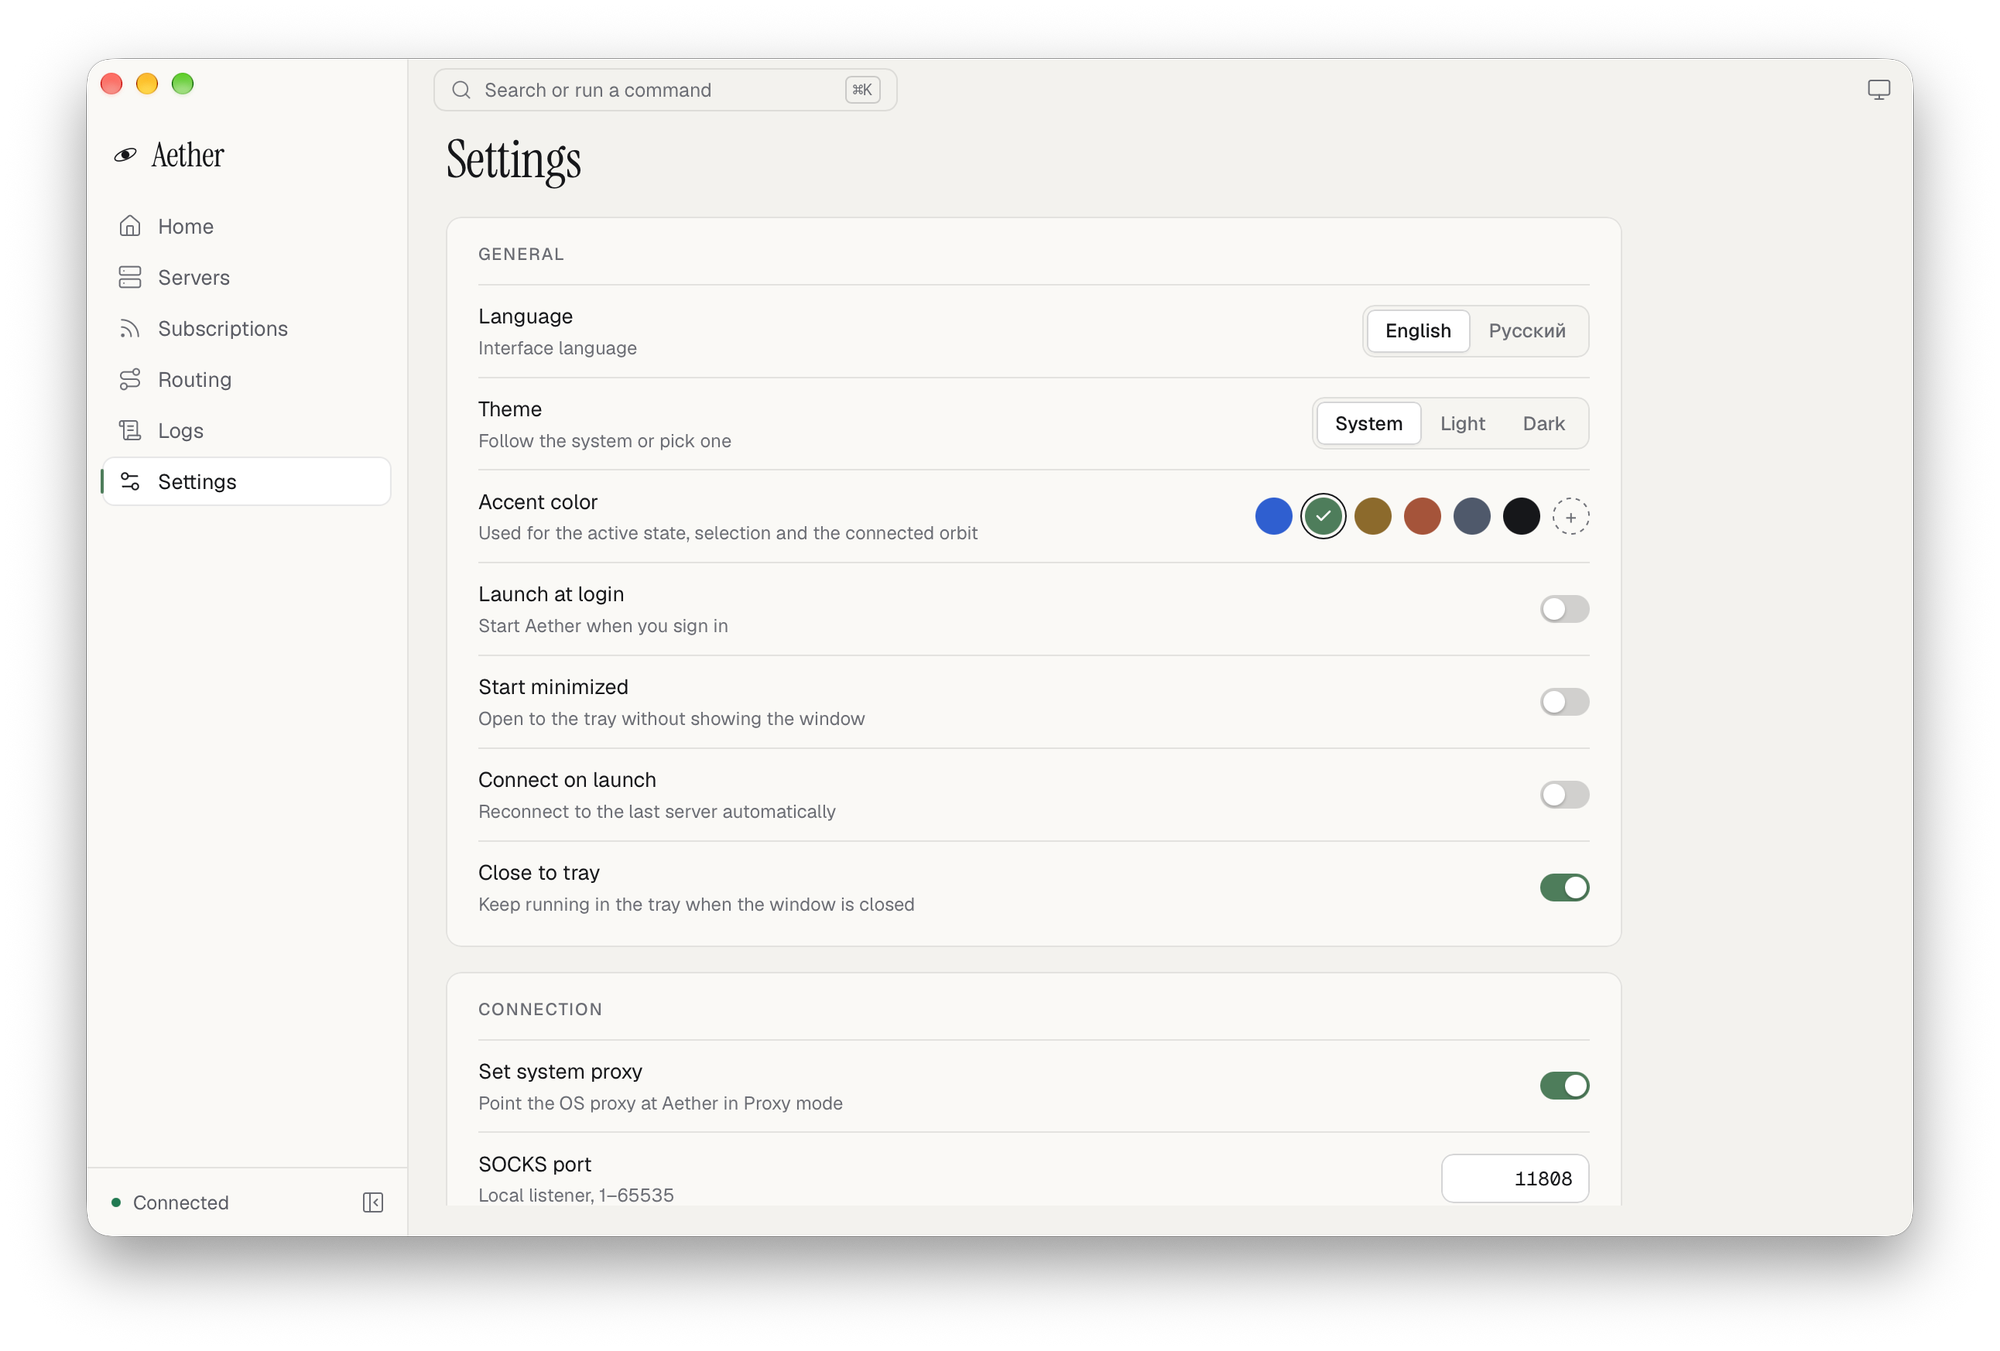 Aether
Home
Servers
Subscriptions
Routing
Logs
Settings
Connected
Search or run a command ⌘K
Settings
GENERAL
Language
Interface language
English Русский
Theme
Follow the system or pick one
System Light Dark
Accent color
Used for the active state, selection and the connected orbit
Launch at login
Start Aether when you sign in
Start minimized
Open to the tray without showing the window
Connect on launch
Reconnect to the last server automatically
Close to tray
Keep running in the tray when the window is closed
CONNECTION
Set system proxy
Point the OS proxy at Aether in Proxy mode
SOCKS port
Local listener, 1–65535
11808